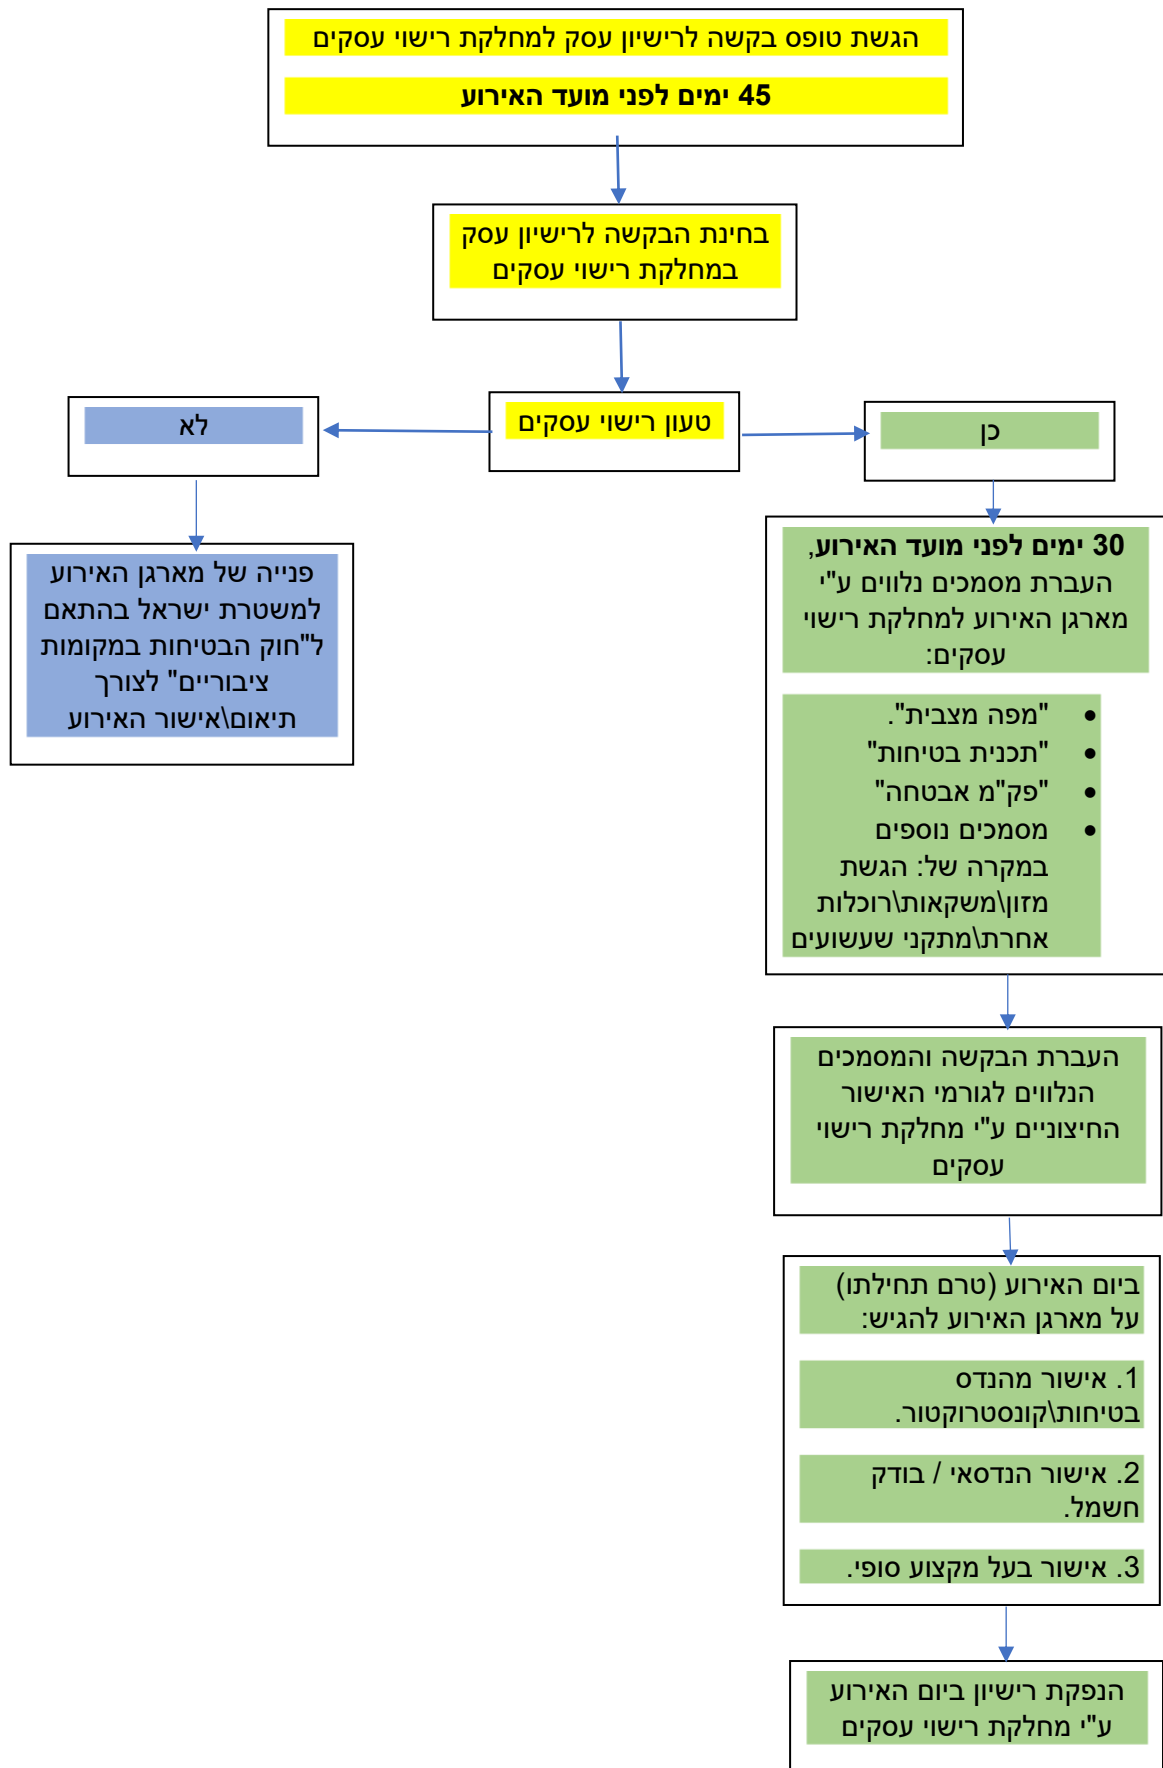 הגשת טופס בקשה לרישיון עסק למחלקת רישוי עסקים
45 ימים לפני מועד האירוע
בחינת הבקשה לרישיון עסק
במחלקת רישוי עסקים
טעון רישוי עסקים
כן
לא
30 ימים לפני מועד האירוע,
העברת מסמכים נלווים ע"י
מארגן האירוע למחלקת רישוי
עסקים:
• "מפה מצבית".
• "תכנית בטיחות"
• "פק"מ אבטחה"
• מסמכים נוספים
במקרה של: הגשת
מזון\משקאות\רוכלות
אחרת\מתקני שעשועים
פנייה של מארגן האירוע
למשטרת ישראל בהתאם
ל"חוק הבטיחות במקומות
ציבוריים" לצורך
תיאום\אישור האירוע
העברת הבקשה והמסמכים
הנלווים לגורמי האישור
החיצוניים ע"י מחלקת רישוי
עסקים
ביום האירוע (טרם תחילתו)
על מארגן האירוע להגיש:
1. אישור מהנדס
בטיחות\קונסטרוקטור.
2. אישור הנדסאי / בודק
חשמל.
3. אישור בעל מקצוע סופי.
הנפקת רישיון ביום האירוע
ע"י מחלקת רישוי עסקים